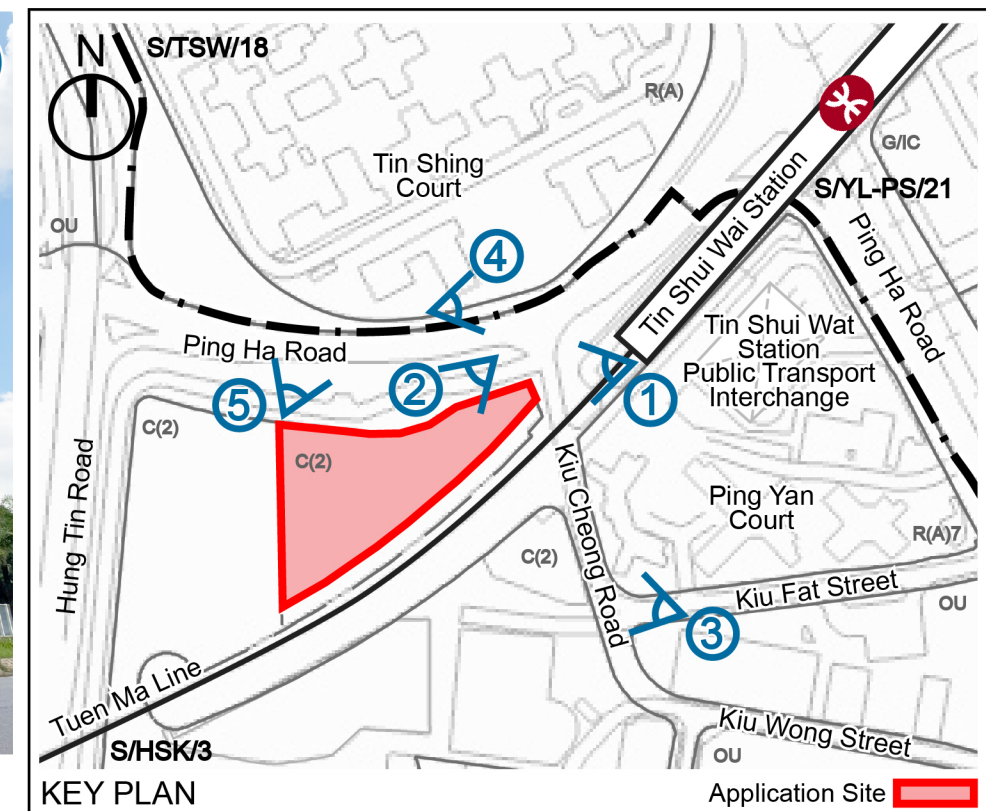 N
S/TSW/18
R(A)
G/IC
Tin Shing
Court
Tin Shui Wai Station
S/YL-PS/21
OU
4
Ping Ha Road
Ping Ha Road
Tin Shui Wat
Station
Public Transport
Interchange
2
1
5
C(2)
C(2)
Hung Tin Road
Kiu Cheong Road
Ping Yan
Court
R(A)7
C(2)
Kiu Fat Street
OU
3
Tuen Ma Line
Kiu Wong Street
S/HSK/3
OU
KEY PLAN
Application Site